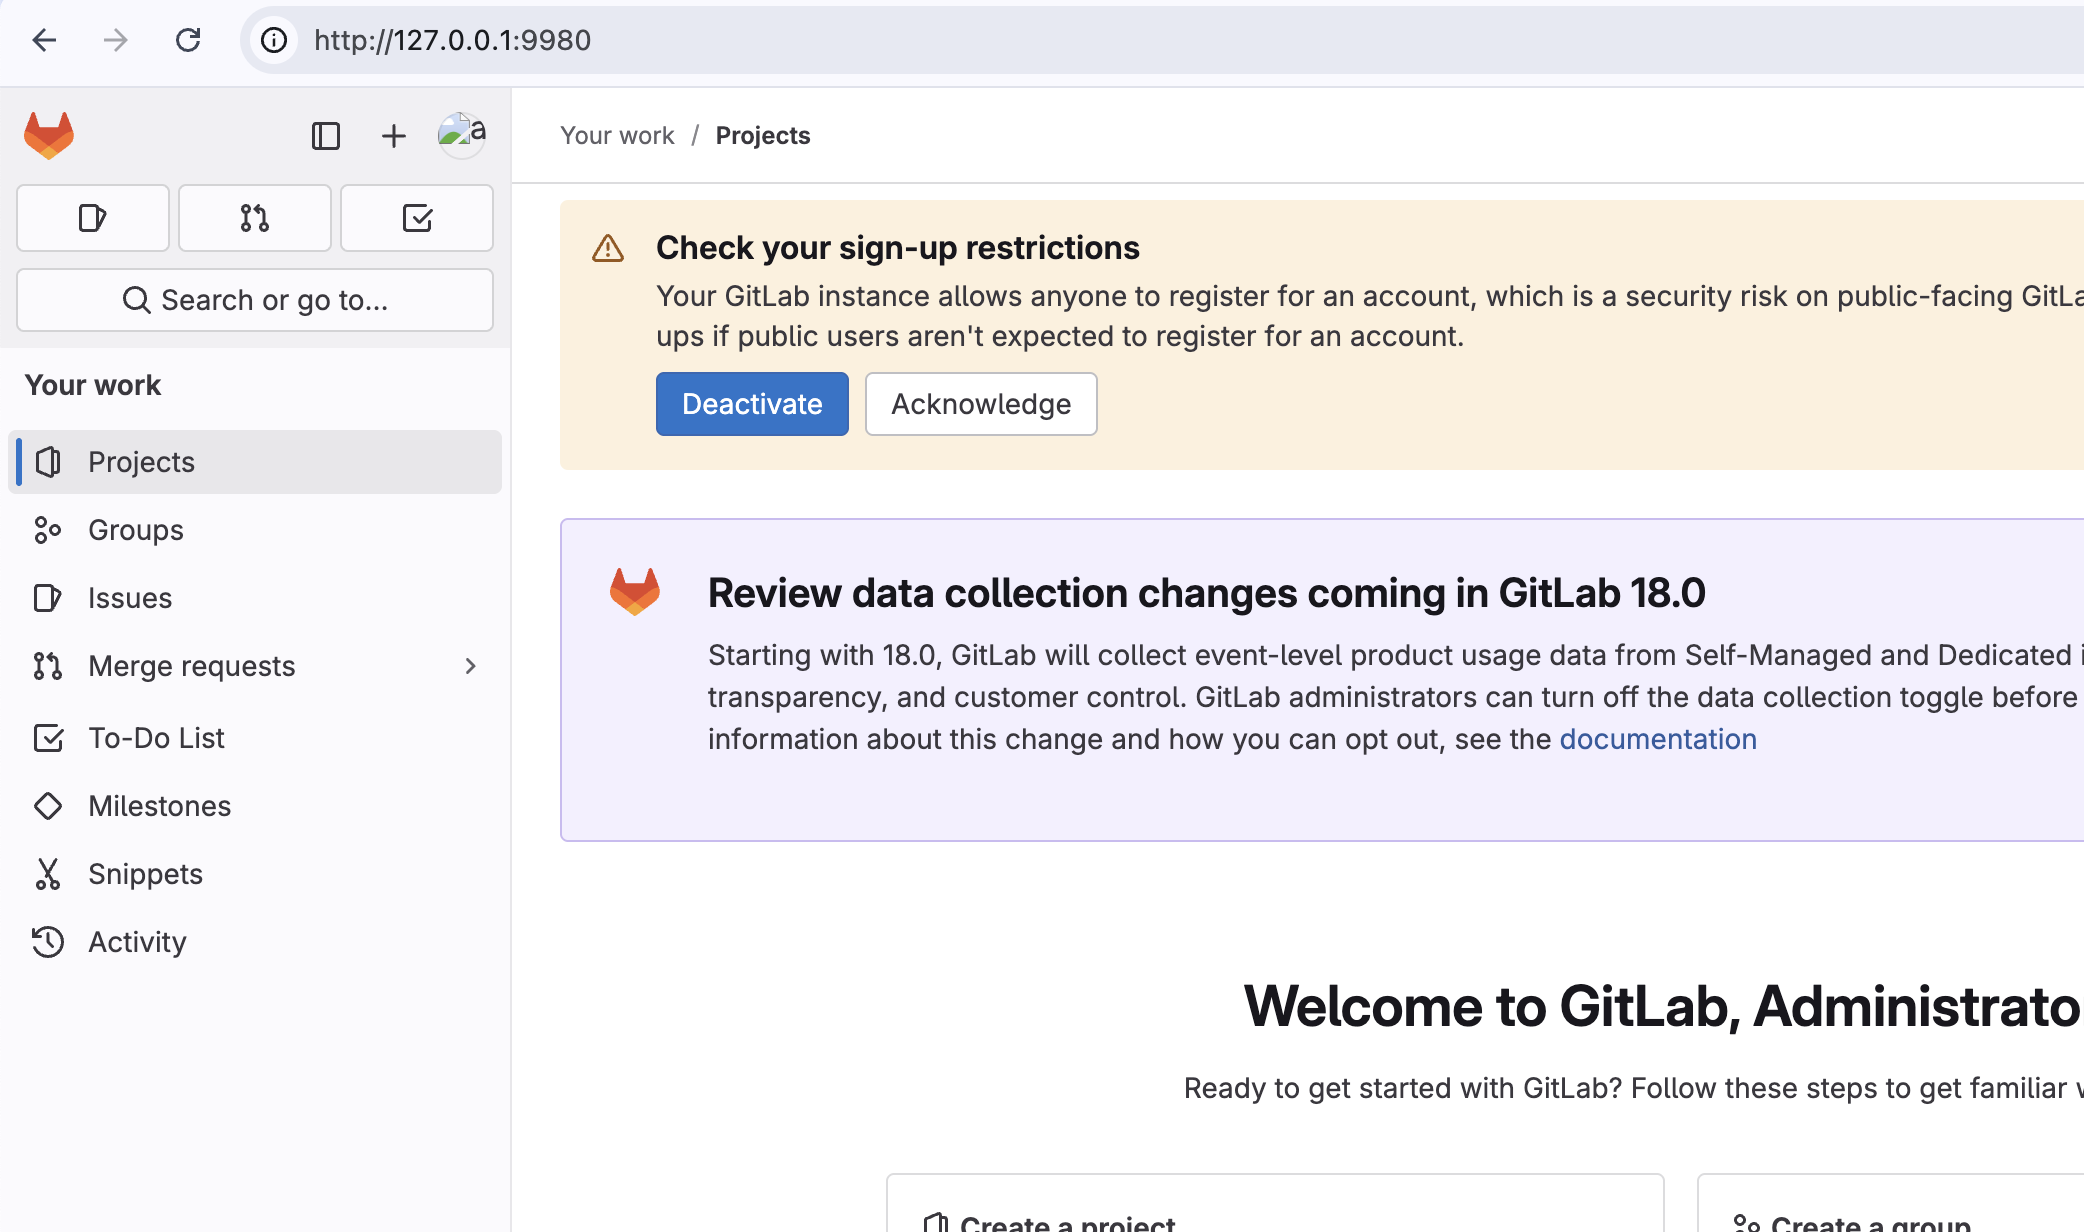 http://127.0.0.1:9980
a
Your work / Projects
Search or go to...
Your work
Projects
Groups
Issues
Merge requests
To-Do List
Milestones
Snippets
Activity
Check your sign-up restrictions
Your GitLab instance allows anyone to register for an account, which is a security risk on public-facing GitLa
ups if public users aren't expected to register for an account.
Deactivate
Acknowledge
Review data collection changes coming in GitLab 18.0
Starting with 18.0, GitLab will collect event-level product usage data from Self-Managed and Dedicated i
transparency, and customer control. GitLab administrators can turn off the data collection toggle before
information about this change and how you can opt out, see the documentation
Welcome to GitLab, Administrato
Ready to get started with GitLab? Follow these steps to get familiar
Create a project
Create a group